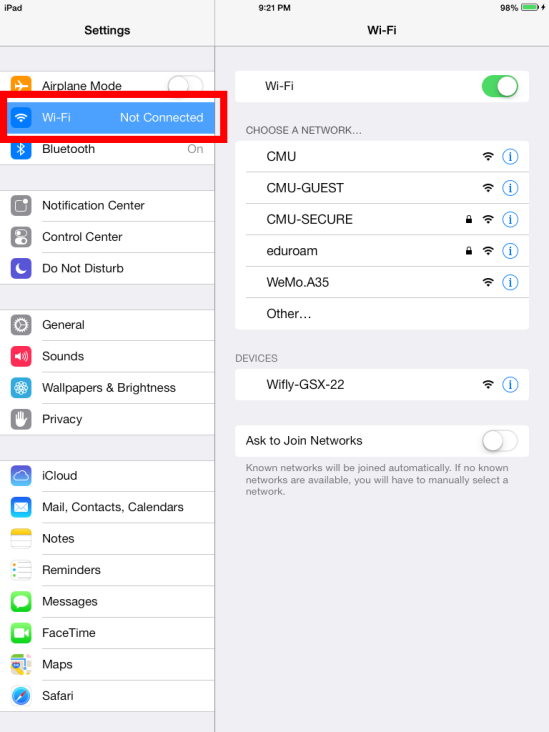 iPad
9:21 PM
98%
Settings
Wi-Fi
Airplane Mode
Wi-Fi Not Connected
Bluetooth On
Notification Center
Control Center
Do Not Disturb
General
Sounds
Wallpapers & Brightness
Privacy
iCloud
Mail, Contacts, Calendars
Notes
Reminders
Messages
FaceTime
Maps
Safari
Wi-Fi
CHOOSE A NETWORK...
CMU
CMU-GUEST
CMU-SECURE
eduroam
WeMo.A35
Other...
DEVICES
Wifly-GSX-22
Ask to Join Networks
Known networks will be joined automatically. If no known
networks are available, you will have to manually select a
network.